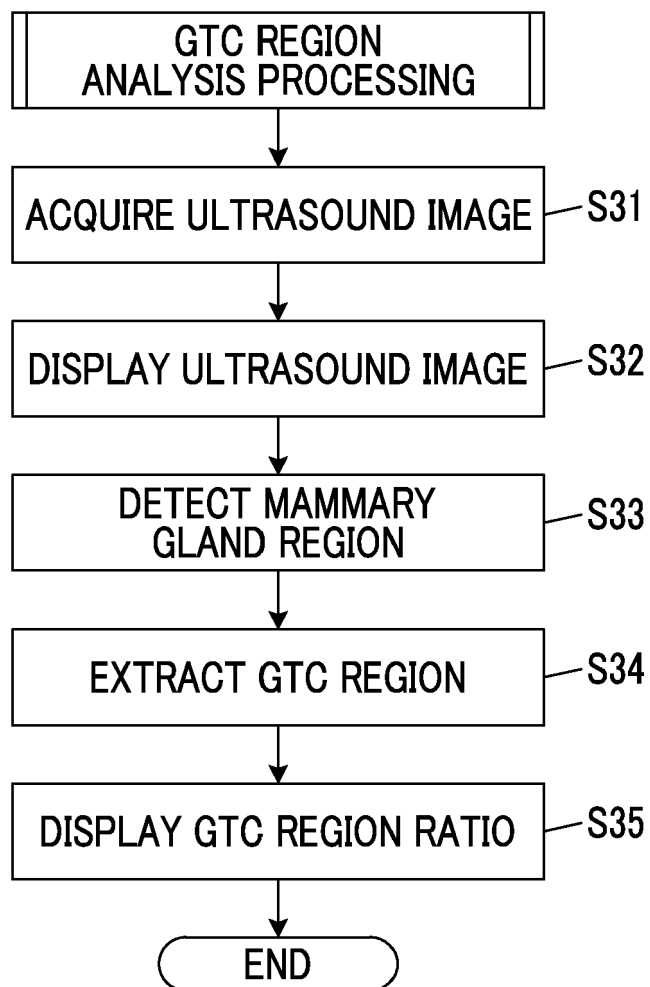 GTC REGION
ANALYSIS PROCESSING
ACQUIRE ULTRASOUND IMAGE
S31
DISPLAY ULTRASOUND IMAGE
S32
DETECT MAMMARY
GLAND REGION
S33
EXTRACT GTC REGION
S34
DISPLAY GTC REGION RATIO
S35
END